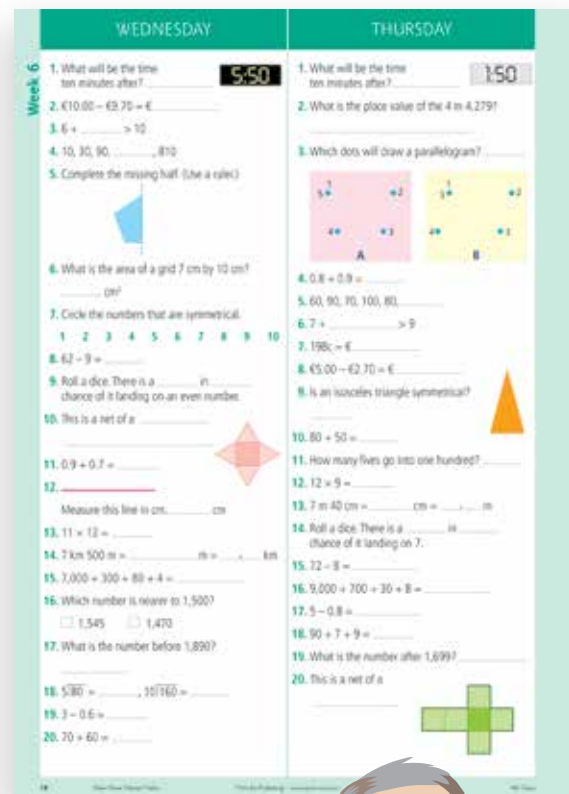 Week 6
WEDNESDAY
1. What will be the time
ten minutes after?
5:50
2. €10.00 – €9.70 = €
3. 6 + > 10
4. 10, 30, 90, , 810
5. Complete the missing half. (Use a ruler.)
6. What is the area of a grid 7 cm by 10 cm?
cm²
7. Circle the numbers that are symmetrical.
1 2 3 4 5 6 7 8 9 10
8. 62 – 9 =
9. Roll a dice. There is a in
chance of it landing on an even number.
10. This is a net of a
11. 0.9 + 0.7 =
12.
Measure this line in cm. cm
13. 11 × 12 =
14. 7 km 500 m = m = . km
15. 7,000 + 300 + 80 + 4 =
16. Which number is nearer to 1,500?
1,545 1,470
17. What is the number before 1,890?
18. 5)80 = , 10)160 =
19. 3 – 0.6 =
20. 70 + 60 =
THURSDAY
1. What will be the time
ten minutes after?
1:50
2. What is the place value of the 4 in 4,279?
3. Which dots will draw a parallelogram?
1
5 2
4 3
A
1
5 2
4 3
B
4. 0.8 + 0.9 =
5. 60, 90, 70, 100, 80,
6. 7 + > 9
7. 198c = €
8. €5.00 – €2.70 = €
9. Is an isosceles triangle symmetrical?
10. 80 + 50 =
11. How many fives go into one hundred?
12. 12 × 9 =
13. 7 m 40 cm = cm = . m
14. Roll a dice. There is a in
chance of it landing on 7.
15. 72 – 8 =
16. 9,000 + 700 + 30 + 8 =
17. 5 – 0.8 =
18. 90 + 7 + 9 =
19. What is the number after 1,699?
20. This is a net of a